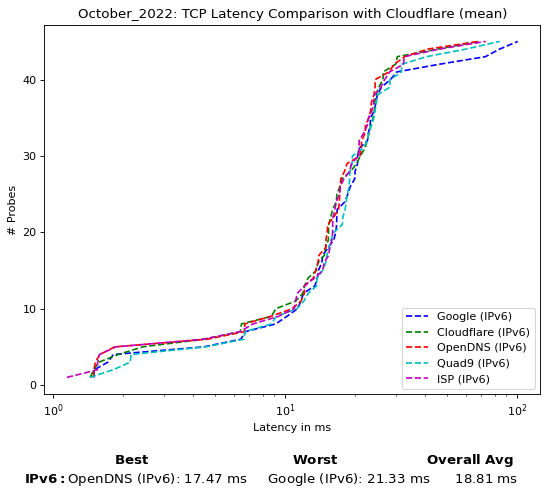 October_2022: TCP Latency Comparison with Cloudflare (mean)
# Probes
40
30
20
10
0
10⁰
10¹
10²
Latency in ms
Google (IPv6)
Cloudflare (IPv6)
OpenDNS (IPv6)
Quad9 (IPv6)
ISP (IPv6)
Best Worst Overall Avg
IPv6: OpenDNS (IPv6): 17.47 ms Google (IPv6): 21.33 ms 18.81 ms